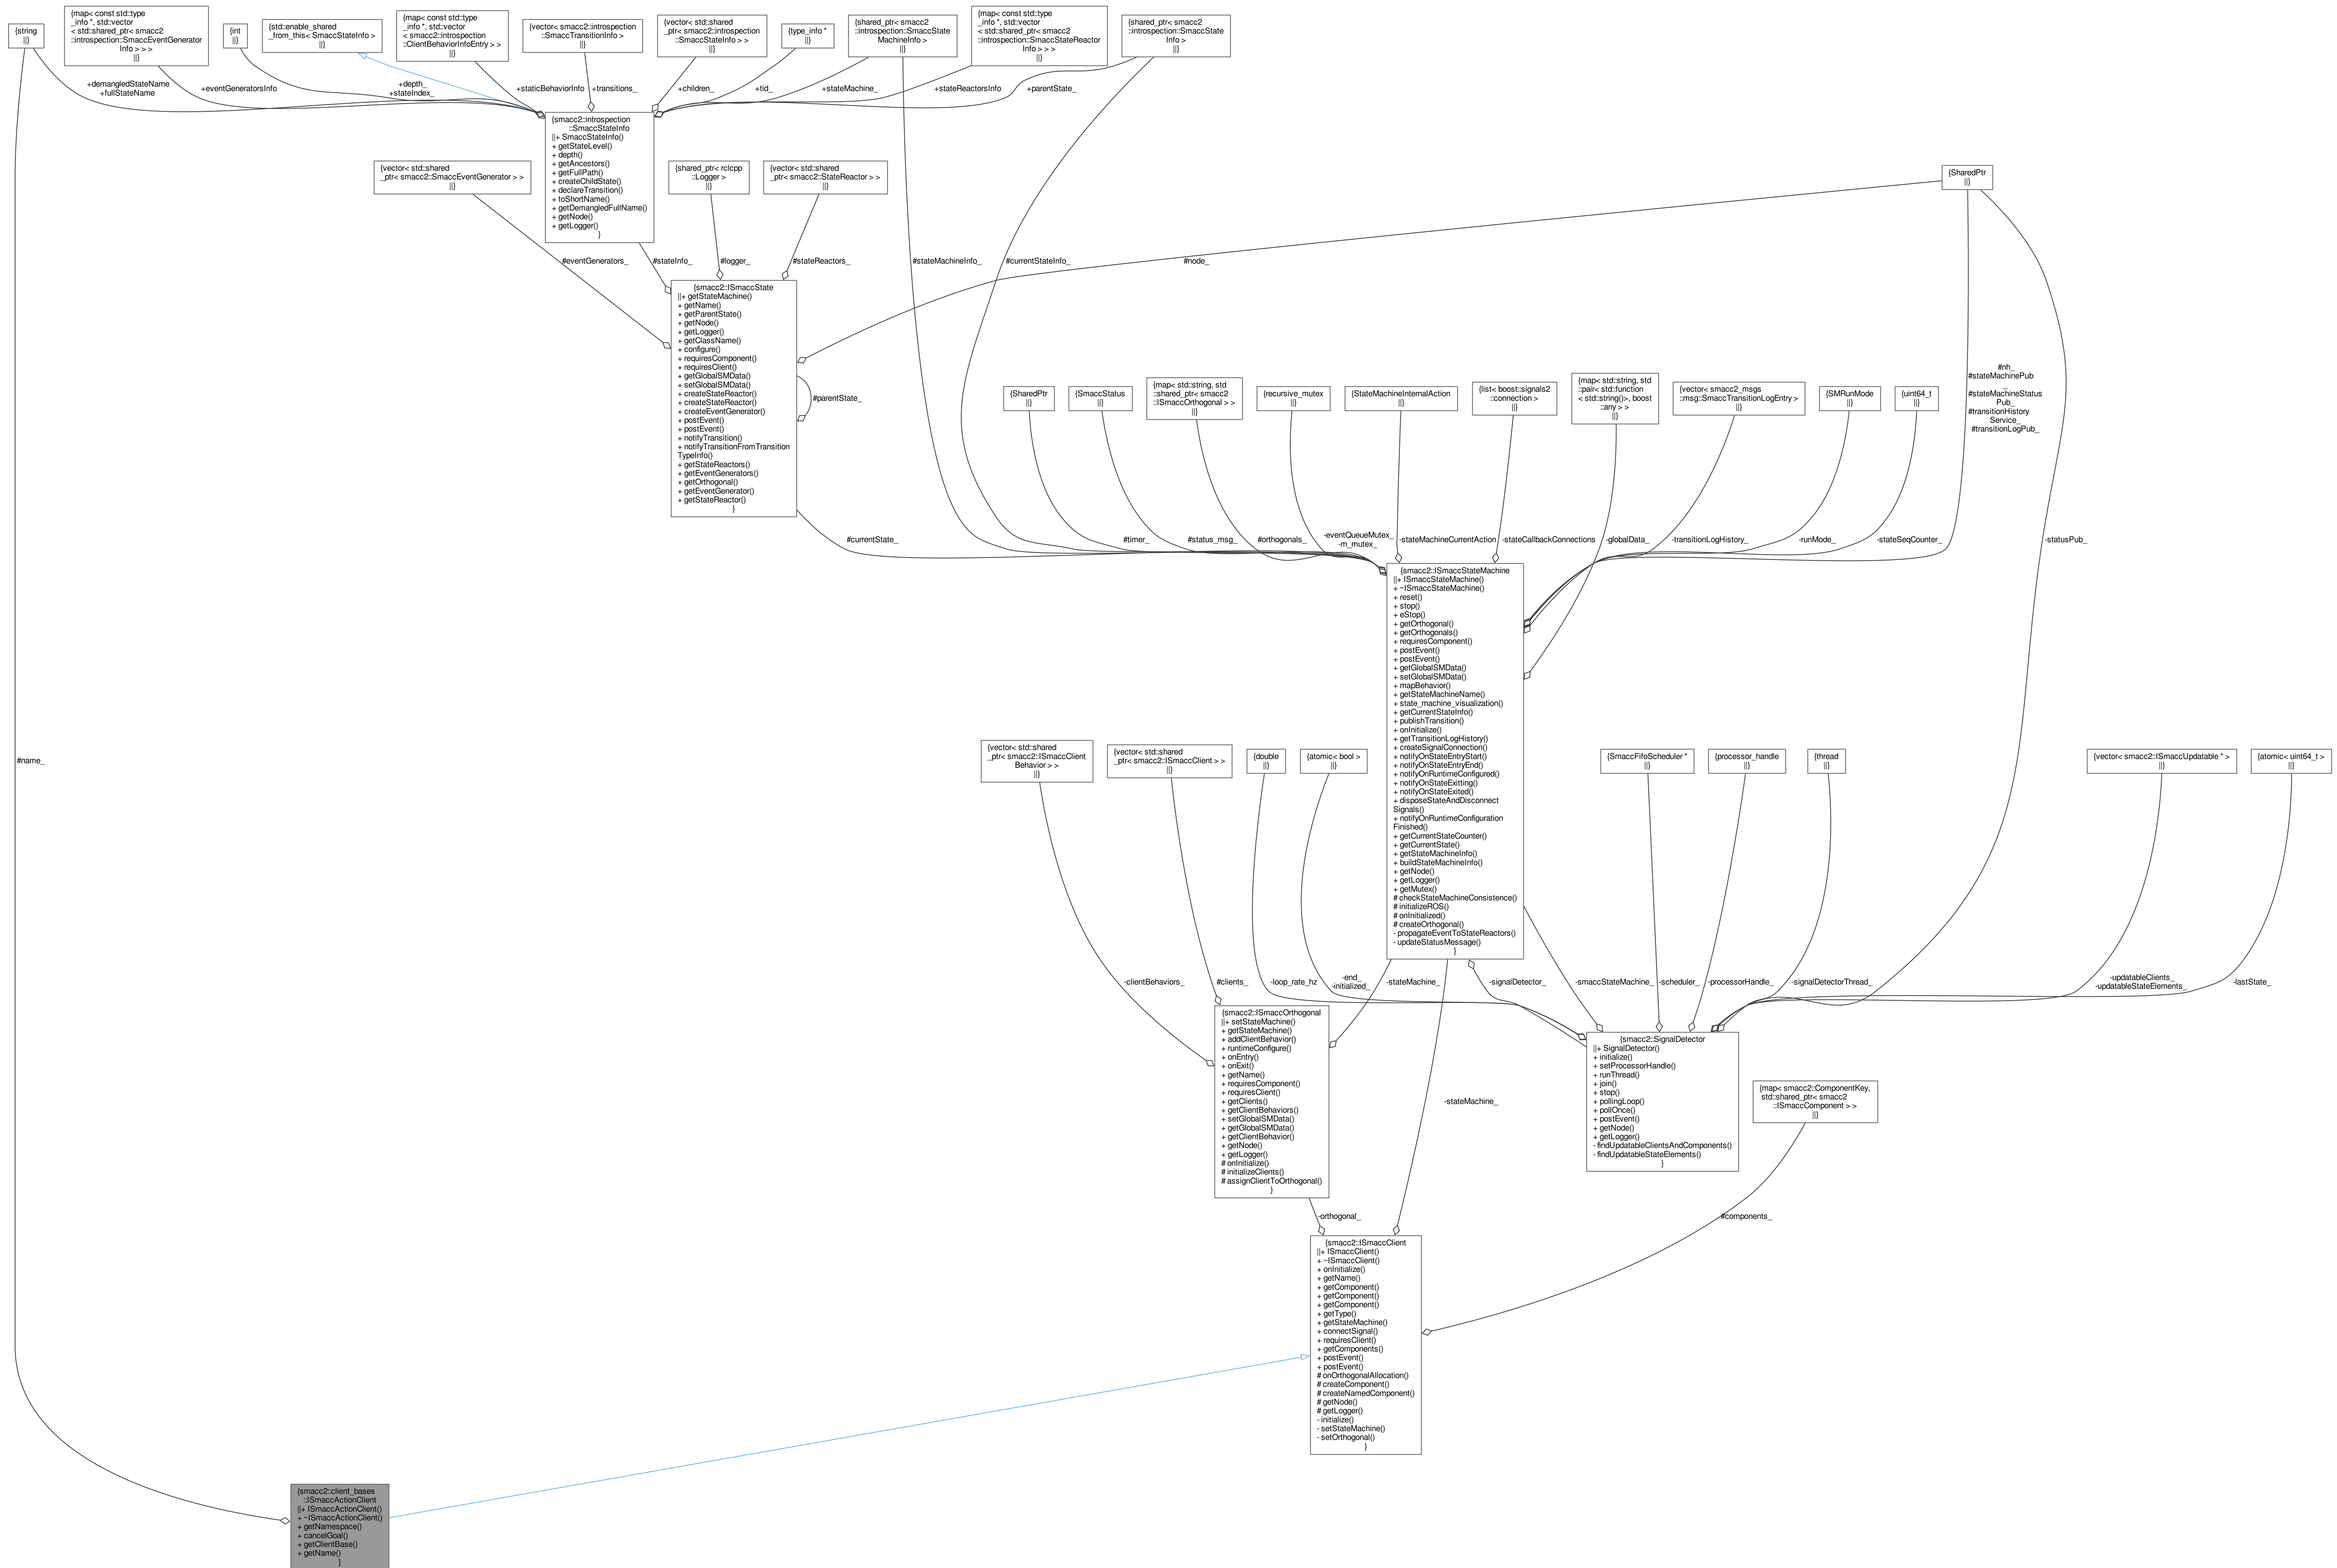 {string
||}
{map< const std::type
_info *, std::vector
< std::shared_ptr< smacc2
::introspection::SmaccEventGenerator
Info > > >
||}
{int
||}
{std::enable_shared
_from_this< SmaccStateInfo >
||}
{map< const std::type
_info *, std::vector
< smacc2::introspection
::ClientBehaviorInfoEntry > >
||}
{vector< smacc2::introspection
::SmaccTransitionInfo >
||}
{vector< std::shared
_ptr< smacc2::introspection
::SmaccStateInfo > >
||}
{type_info *
||}
{shared_ptr< smacc2
::introspection::SmaccState
MachineInfo >
||}
{map< const std::type
_info *, std::vector
< std::shared_ptr< smacc2
::introspection::SmaccStateReactor
Info > > >
||}
{shared_ptr< smacc2
::introspection::SmaccState
Info >
||}
+demangledStateName
+fullStateName
+eventGeneratorsInfo
+depth_
+stateIndex_
+staticBehaviorInfo
+transitions_
+children_
+tid_
+stateMachine_
+stateReactorsInfo
+parentState_
{smacc2::introspection
::SmaccStateInfo
||+ SmaccStateInfo()
+ getStateLevel()
+ depth()
+ getAncestors()
+ getFullPath()
+ createChildState()
+ declareTransition()
+ toShortName()
+ getDemangledFullName()
+ getNode()
+ getLogger()
}
{vector< std::shared
_ptr< smacc2::SmaccEventGenerator > >
||}
{shared_ptr< rclcpp
::Logger >
||}
{vector< std::shared
_ptr< smacc2::StateReactor > >
||}
{SharedPtr
||}
#eventGenerators_
#stateInfo_
#logger_
#stateReactors_
#stateMachineInfo_
#currentStateInfo_
#node_
{smacc2::ISmaccState
||+ getStateMachine()
+ getName()
+ getParentState()
+ getNode()
+ getLogger()
+ getClassName()
+ configure()
+ requiresComponent()
+ requiresClient()
+ getGlobalSMData()
+ setGlobalSMData()
+ createStateReactor()
+ createStateReactor()
+ createEventGenerator()
+ postEvent()
+ postEvent()
+ notifyTransition()
+ notifyTransitionFromTransition
TypeInfo()
+ getStateReactors()
+ getEventGenerators()
+ getOrthogonal()
+ getEventGenerator()
+ getStateReactor()
}
#parentState_
{SharedPtr
||}
{SmaccStatus
||}
{map< std::string, std
::shared_ptr< smacc2
::ISmaccOrthogonal > >
||}
{recursive_mutex
||}
{StateMachineInternalAction
||}
{list< boost::signals2
::connection >
||}
{map< std::string, std
::pair< std::function
< std::string()>, boost
::any > >
||}
{vector< smacc2_msgs
::msg::SmaccTransitionLogEntry >
||}
{SMRunMode
||}
{uint64_t
||}
#nh_
#stateMachinePub
_
#stateMachineStatus
Pub_
#transitionHistory
Service_
#transitionLogPub_
#currentState_
#timer_
#status_msg_
#orthogonals_
-eventQueueMutex_
-m_mutex_
-stateMachineCurrentAction
-stateCallbackConnections
-globalData_
-transitionLogHistory_
-runMode_
-stateSeqCounter_
-statusPub_
{smacc2::ISmaccStateMachine
||+ ISmaccStateMachine()
+ ~ISmaccStateMachine()
+ reset()
+ stop()
+ eStop()
+ getOrthogonal()
+ getOrthogonals()
+ requiresComponent()
+ postEvent()
+ postEvent()
+ getGlobalSMData()
+ setGlobalSMData()
+ mapBehavior()
+ getStateMachineName()
+ state_machine_visualization()
+ getCurrentStateInfo()
+ publishTransition()
+ onInitialize()
+ getTransitionLogHistory()
+ createSignalConnection()
+ notifyOnStateEntryStart()
+ notifyOnStateEntryEnd()
+ notifyOnRuntimeConfigured()
+ notifyOnStateExitting()
+ notifyOnStateExited()
+ disposeStateAndDisconnect
Signals()
+ notifyOnRuntimeConfiguration
Finished()
+ getCurrentStateCounter()
+ getCurrentState()
+ getStateMachineInfo()
+ buildStateMachineInfo()
+ getNode()
+ getLogger()
+ getMutex()
# checkStateMachineConsistence()
# initializeROS()
# onInitialized()
# createOrthogonal()
- propagateEventToStateReactors()
- updateStatusMessage()
}
#name_
{vector< std::shared
_ptr< smacc2::ISmaccClient
Behavior > >
||}
{vector< std::shared
_ptr< smacc2::ISmaccClient > >
||}
{double
||}
{atomic< bool >
||}
{SmaccFifoScheduler *
||}
{processor_handle
||}
{thread
||}
{vector< smacc2::ISmaccUpdatable * >
||}
{atomic< uint64_t >
||}
-clientBehaviors_
#clients_
-loop_rate_hz
-end_
-initialized_
-stateMachine_
-signalDetector_
-smaccStateMachine_
-scheduler_
-processorHandle_
-signalDetectorThread_
-updatableClients_
-updatableStateElements_
-lastState_
{smacc2::ISmaccOrthogonal
||+ setStateMachine()
+ getStateMachine()
+ addClientBehavior()
+ runtimeConfigure()
+ onEntry()
+ onExit()
+ getName()
+ requiresComponent()
+ requiresClient()
+ getClients()
+ getClientBehaviors()
+ setGlobalSMData()
+ getGlobalSMData()
+ getClientBehavior()
+ getNode()
+ getLogger()
# onInitialize()
# initializeClients()
# assignClientToOrthogonal()
}
{smacc2::SignalDetector
||+ SignalDetector()
+ initialize()
+ setProcessorHandle()
+ runThread()
+ join()
+ stop()
+ pollingLoop()
+ pollOnce()
+ postEvent()
+ getNode()
+ getLogger()
- findUpdatableClientsAndComponents()
- findUpdatableStateElements()
}
{map< smacc2::ComponentKey,
std::shared_ptr< smacc2
::ISmaccComponent > >
||}
-stateMachine_
-orthogonal_
#components_
{smacc2::ISmaccClient
||+ ISmaccClient()
+ ~ISmaccClient()
+ onInitialize()
+ getName()
+ getComponent()
+ getComponent()
+ getComponent()
+ getType()
+ getStateMachine()
+ connectSignal()
+ requiresClient()
+ getComponents()
+ postEvent()
+ postEvent()
# onOrthogonalAllocation()
# createComponent()
# createNamedComponent()
# getNode()
# getLogger()
- initialize()
- setStateMachine()
- setOrthogonal()
}
{smacc2::client_bases
::ISmaccActionClient
||+ ISmaccActionClient()
+ ~ISmaccActionClient()
+ getNamespace()
+ cancelGoal()
+ getClientBase()
+ getName()
}